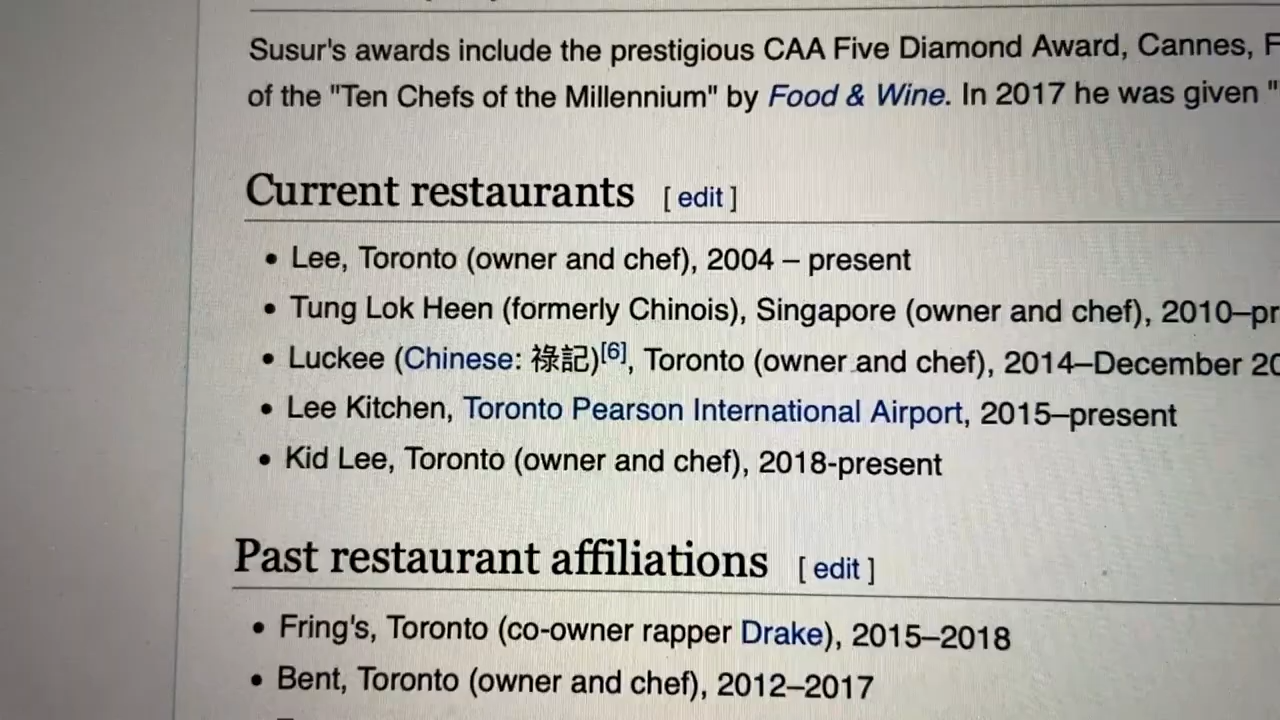 Susur's awards include the prestigious CAA Five Diamond Award, Cannes,
of the "Ten Chefs of the Millennium" by Food & Wine. In 2017 he was given "
Current restaurants [ edit ]
• Lee, Toronto (owner and chef), 2004 – present
• Tung Lok Heen (formerly Chinois), Singapore (owner and chef), 2010–pr
• Luckee (Chinese: 祿記)[6], Toronto (owner and chef), 2014–December 20
• Lee Kitchen, Toronto Pearson International Airport, 2015–present
• Kid Lee, Toronto (owner and chef), 2018-present
Past restaurant affiliations [ edit ]
• Fring's, Toronto (co-owner rapper Drake), 2015–2018
• Bent, Toronto (owner and chef), 2012–2017